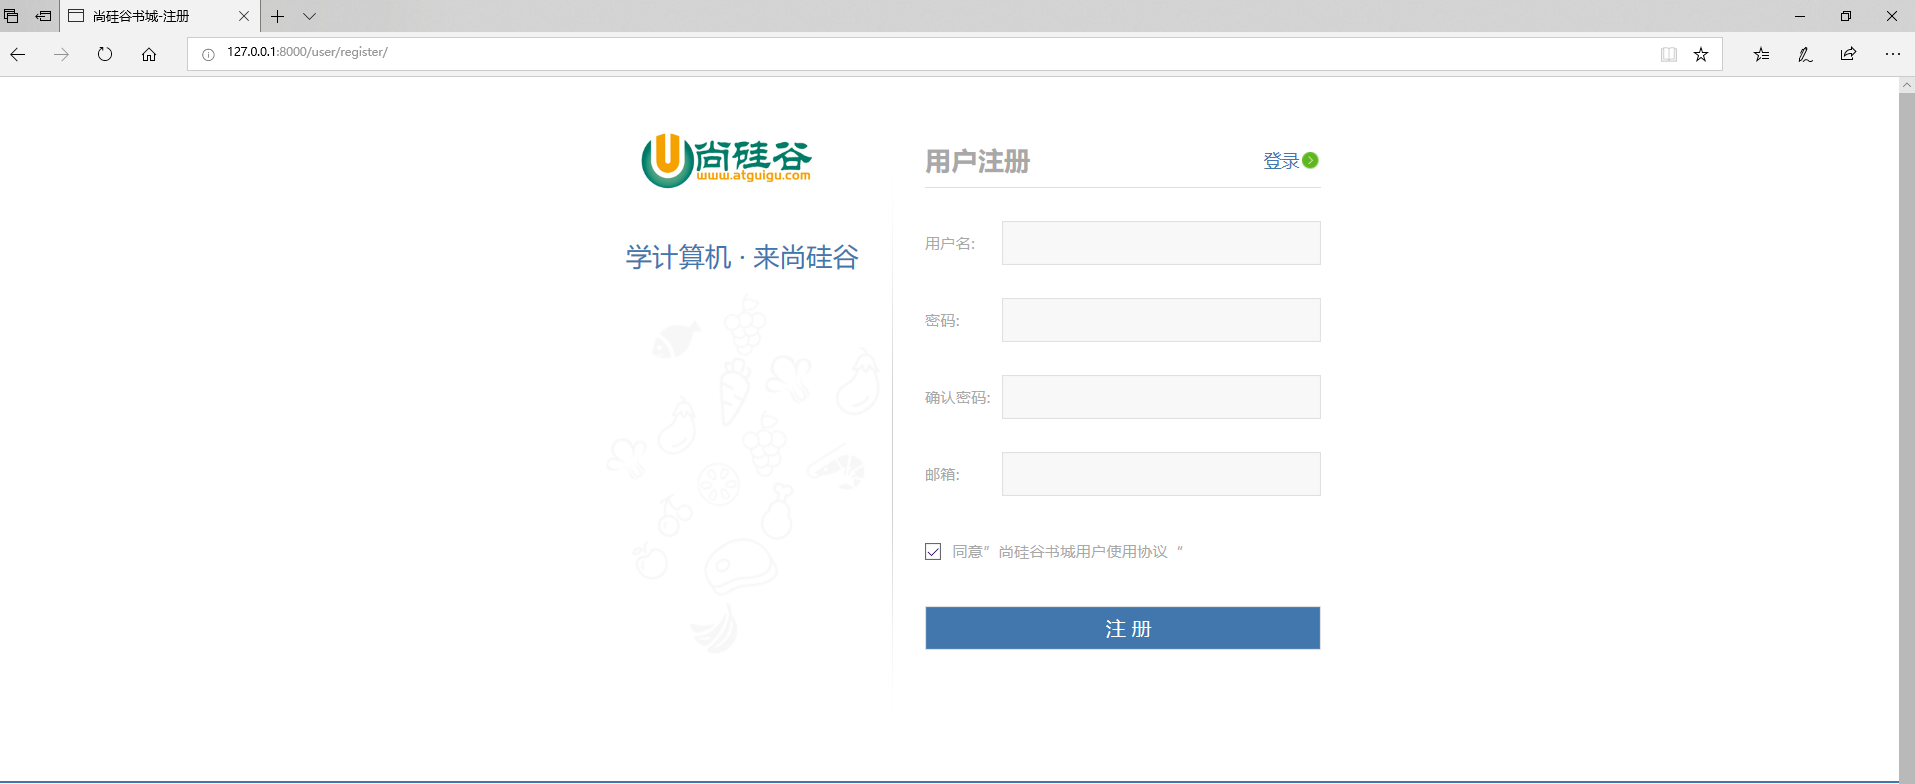 尚硅谷书城-注册
127.0.0.1:8000/user/register/
尚硅谷
www.atguigu.com
学计算机 · 来尚硅谷
用户注册
登录
用户名:
密码:
确认密码:
邮箱:
同意”尚硅谷书城用户使用协议“
注 册